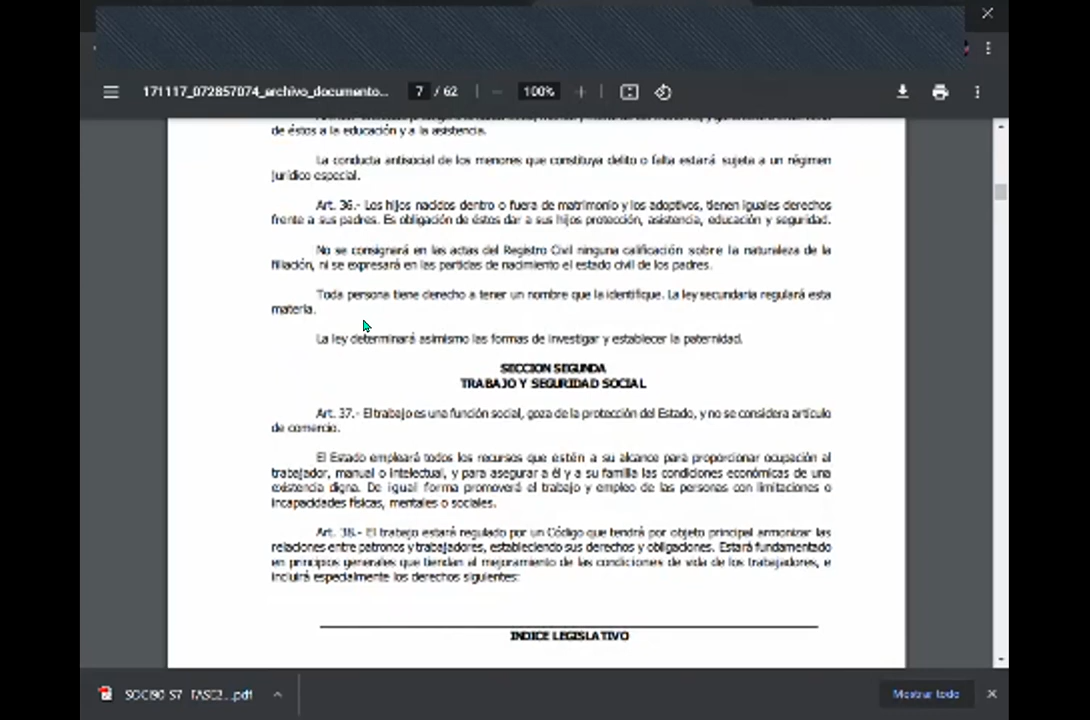 171117_072857074_archivo_documento...
7 / 62
100%
de éstos a la educación y a la asistencia.
La conducta antisocial de los menores que constituya delito o falta estará sujeta a un régimen
jurídico especial.
Art. 36.- Los hijos nacidos dentro o fuera de matrimonio y los adoptivos, tienen iguales derechos
frente a sus padres. Es obligación de éstos dar a sus hijos protección, asistencia, educación y seguridad.
No se consignará en las actas del Registro Civil ninguna calificación sobre la naturaleza de la
filiación, ni se expresará en las partidas de nacimiento el estado civil de los padres.
Toda persona tiene derecho a tener un nombre que la identifique. La ley secundaria regulará esta
materia.
La ley determinará asimismo las formas de investigar y establecer la paternidad.
SECCION SEGUNDA
TRABAJO Y SEGURIDAD SOCIAL
Art. 37.- El trabajo es una función social, goza de la protección del Estado, y no se considera artículo
de comercio.
El Estado empleará todos los recursos que estén a su alcance para proporcionar ocupación al
trabajador, manual o intelectual, y para asegurar a él y a su familia las condiciones económicas de una
existencia digna. De igual forma promoverá el trabajo y empleo de las personas con limitaciones o
incapacidades físicas, mentales o sociales.
Art. 38.- El trabajo estará regulado por un Código que tendrá por objeto principal armonizar las
relaciones entre patronos y trabajadores, estableciendo sus derechos y obligaciones. Estará fundamentado
en principios generales que tiendan al mejoramiento de las condiciones de vida de los trabajadores, e
incluirá especialmente los derechos siguientes:
INDICE LEGISLATIVO
Mostrar todo